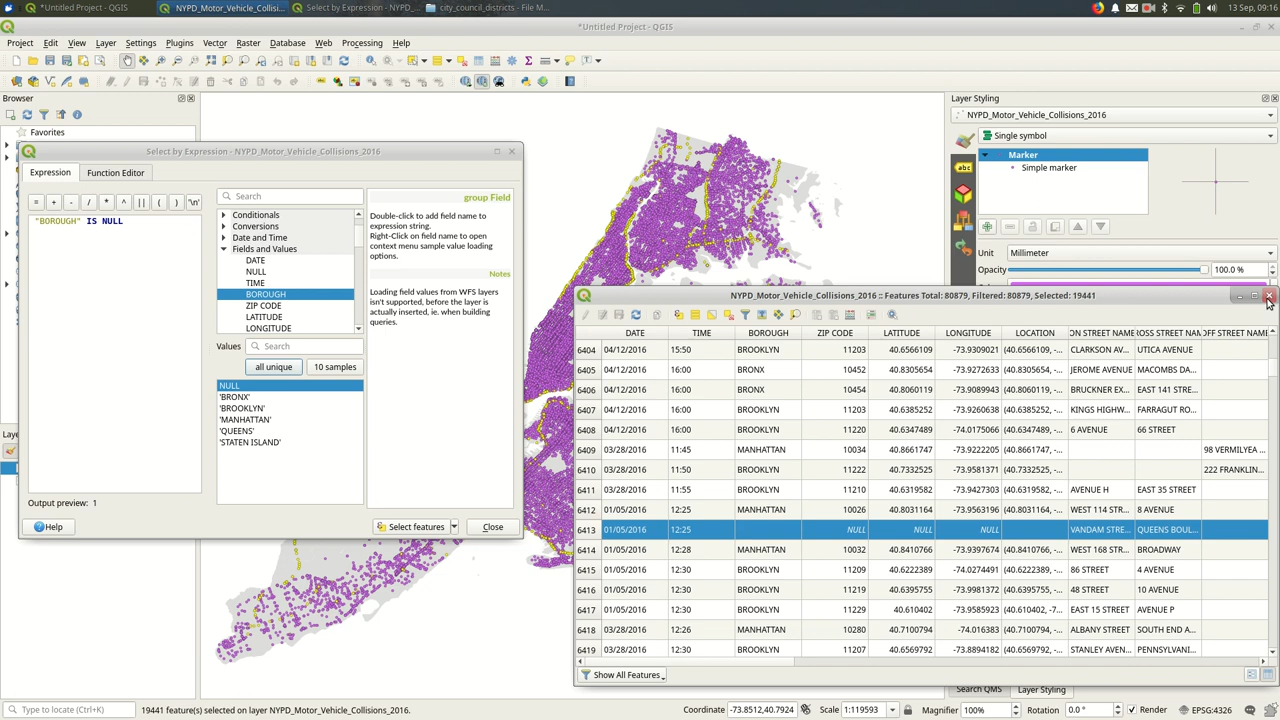 *Untitled Project - QGIS
NYPD_Motor_Vehicle_Collisi...
Select by Expression - NYPD_...
city_council_districts - File M...
13 Sep, 09:16
*Untitled Project - QGIS
Project Edit View Layer Settings Plugins Vector Raster Database Web Processing Help
Browser
Favorites
Select by Expression - NYPD_Motor_Vehicle_Collisions_2016
Expression Function Editor
= + - / * ^ || ( ) '\n'
"BOROUGH" IS NULL
Output preview: 1
Help
Search
Conditionals
Conversions
Date and Time
Fields and Values
DATE
NULL
TIME
BOROUGH
ZIP CODE
LATITUDE
LONGITUDE
Values Search
all unique 10 samples
NULL
'BRONX'
'BROOKLYN'
'MANHATTAN'
'QUEENS'
'STATEN ISLAND'
group Field
Double-click to add field name to
expression string.
Right-Click on field name to open
context menu sample value loading
options.
Notes
Loading field values from WFS layers
isn't supported, before the layer is
actually inserted, ie. when building
queries.
Select features Close
Layer Styling
NYPD_Motor_Vehicle_Collisions_2016
Single symbol
Marker
Simple marker
Unit Millimeter
Opacity 100.0 %
NYPD_Motor_Vehicle_Collisions_2016 :: Features Total: 80879, Filtered: 80879, Selected: 19441
DATE TIME BOROUGH ZIP CODE LATITUDE LONGITUDE LOCATION ON STREET NAME ROSS STREET NAM OFF STREET NAME
6404 04/12/2016 15:50 BROOKLYN 11203 40.6566109 -73.9309021 (40.6566109, -... CLARKSON AV... UTICA AVENUE
6405 04/12/2016 16:00 BRONX 10452 40.8305654 -73.9272633 (40.8305654, -... JEROME AVENUE MACOMBS DA...
6406 04/12/2016 16:00 BRONX 10454 40.8060119 -73.9089943 (40.8060119, -... BRUCKNER EX... EAST 141 STRE...
6407 04/12/2016 16:00 BROOKLYN 11203 40.6385252 -73.9260638 (40.6385252, -... KINGS HIGHW... FARRAGUT RO...
6408 04/12/2016 16:00 BROOKLYN 11220 40.6347489 -74.0175066 (40.6347489, -... 6 AVENUE 66 STREET
6409 03/28/2016 11:45 MANHATTAN 10034 40.8661747 -73.9222205 (40.8661747, -... 98 VERMILYEA ...
6410 03/28/2016 11:50 BROOKLYN 11222 40.7332525 -73.9581371 (40.7332525, -... 222 FRANKLIN...
6411 03/28/2016 11:55 BROOKLYN 11210 40.6319582 -73.9427303 (40.6319582, -... AVENUE H EAST 35 STREET
6412 03/28/2016 12:00 MANHATTAN 10026 40.8031164 -73.9563196 (40.8031164, -... WEST 114 STR... 8 AVENUE
6413 01/05/2016 12:25 NULL NULL NULL VANDAM STRE... QUEENS BOUL...
6414 01/05/2016 12:28 MANHATTAN 10032 40.8410766 -73.9397674 (40.8410766, -... WEST 168 STR... BROADWAY
6415 01/05/2016 12:30 BROOKLYN 11209 40.6222389 -74.0274491 (40.6222389, -... 86 STREET 4 AVENUE
6416 01/05/2016 12:30 BROOKLYN 11219 40.6395755 -73.9981372 (40.6395755, -... 48 STREET 10 AVENUE
6417 01/05/2016 12:30 BROOKLYN 11229 40.610402 -73.9585923 (40.610402, -7... EAST 15 STREET AVENUE P
6418 03/28/2016 12:26 MANHATTAN 10280 40.7100794 -74.016383 (40.7100794, -... ALBANY STREET SOUTH END A...
6419 03/28/2016 12:30 BROOKLYN 11207 40.6569792 -73.8894182 (40.6569792, -... STANLEY AVEN... PENNSYLVANI...
Show All Features
Search QMS Layer Styling
Type to locate (Ctrl+K)
19441 feature(s) selected on layer NYPD_Motor_Vehicle_Collisions_2016.
Coordinate -73.8512,40.7924 Scale 1:119593 Magnifier 100% Rotation 0.0 ° Render EPSG:4326